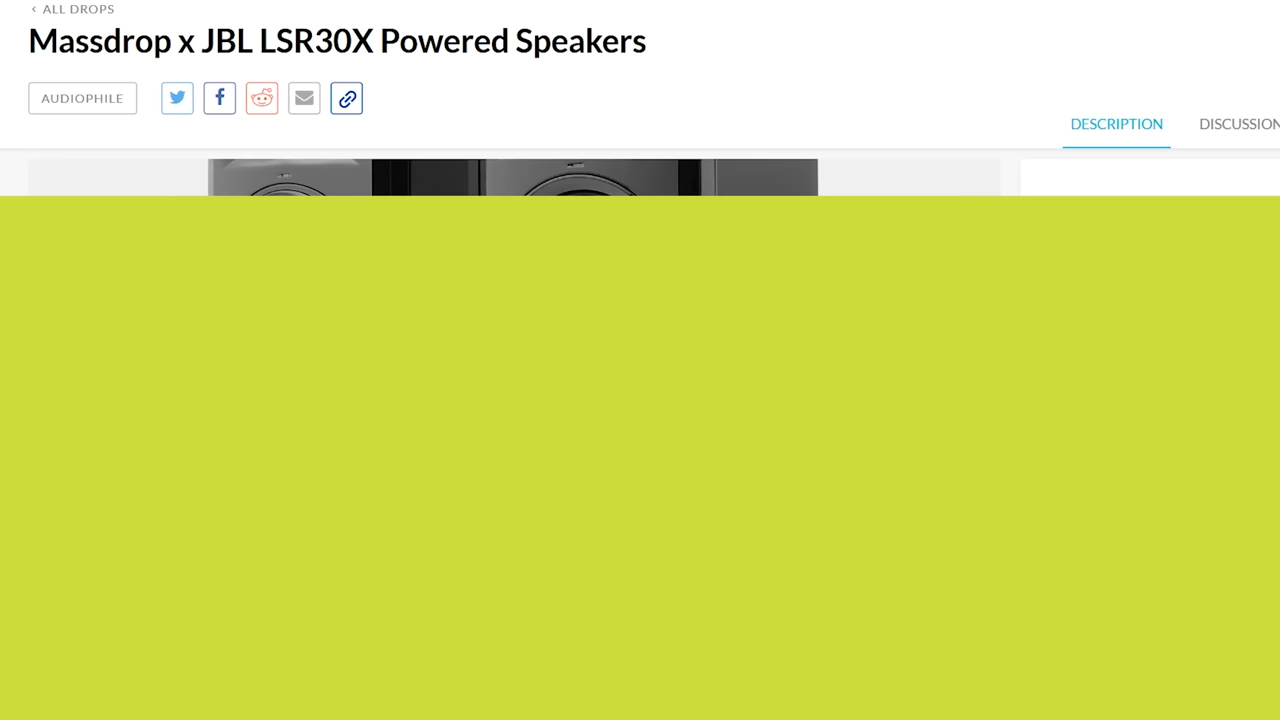 ‹ ALL DROPS
Massdrop x JBL LSR30X Powered Speakers
AUDIOPHILE
DESCRIPTION
DISCUSSION